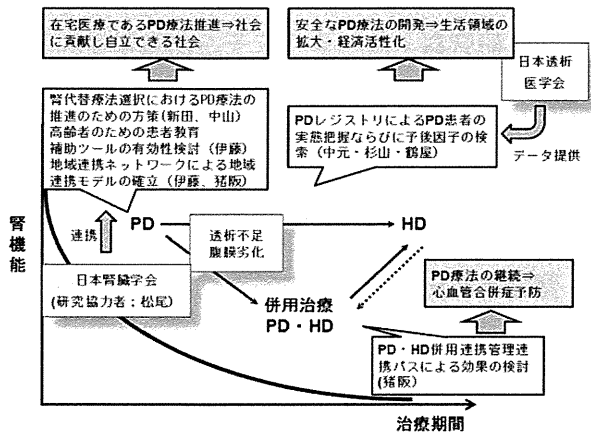 在宅医療であるPD療法推進⇒社会
に貢献し自立できる社会
安全なPD療法の開発⇒生活領域の
拡大・経済活性化
日本透析
医学会
データ提供
腎代替療法選択におけるPD療法の
推進のための方策(新田、中山)
高齢者のための患者教育
補助ツールの有効性検討（伊藤）
地域連携ネットワークによる地域
連携モデルの確立（伊藤、猪阪）
PDレジストリによるPD患者の
実態把握ならびに予後因子の検
索（中元・杉山・鶴屋）
腎機能
連携
PD
透析不足
腹膜劣化
HD
日本腎臓学会
(研究協力者：松尾）
併用治療
PD・HD
PD療法の継続⇒
心血管合併症予防
PD・HD併用連携管理連
携パスによる効果の検討
(猪阪）
治療期間